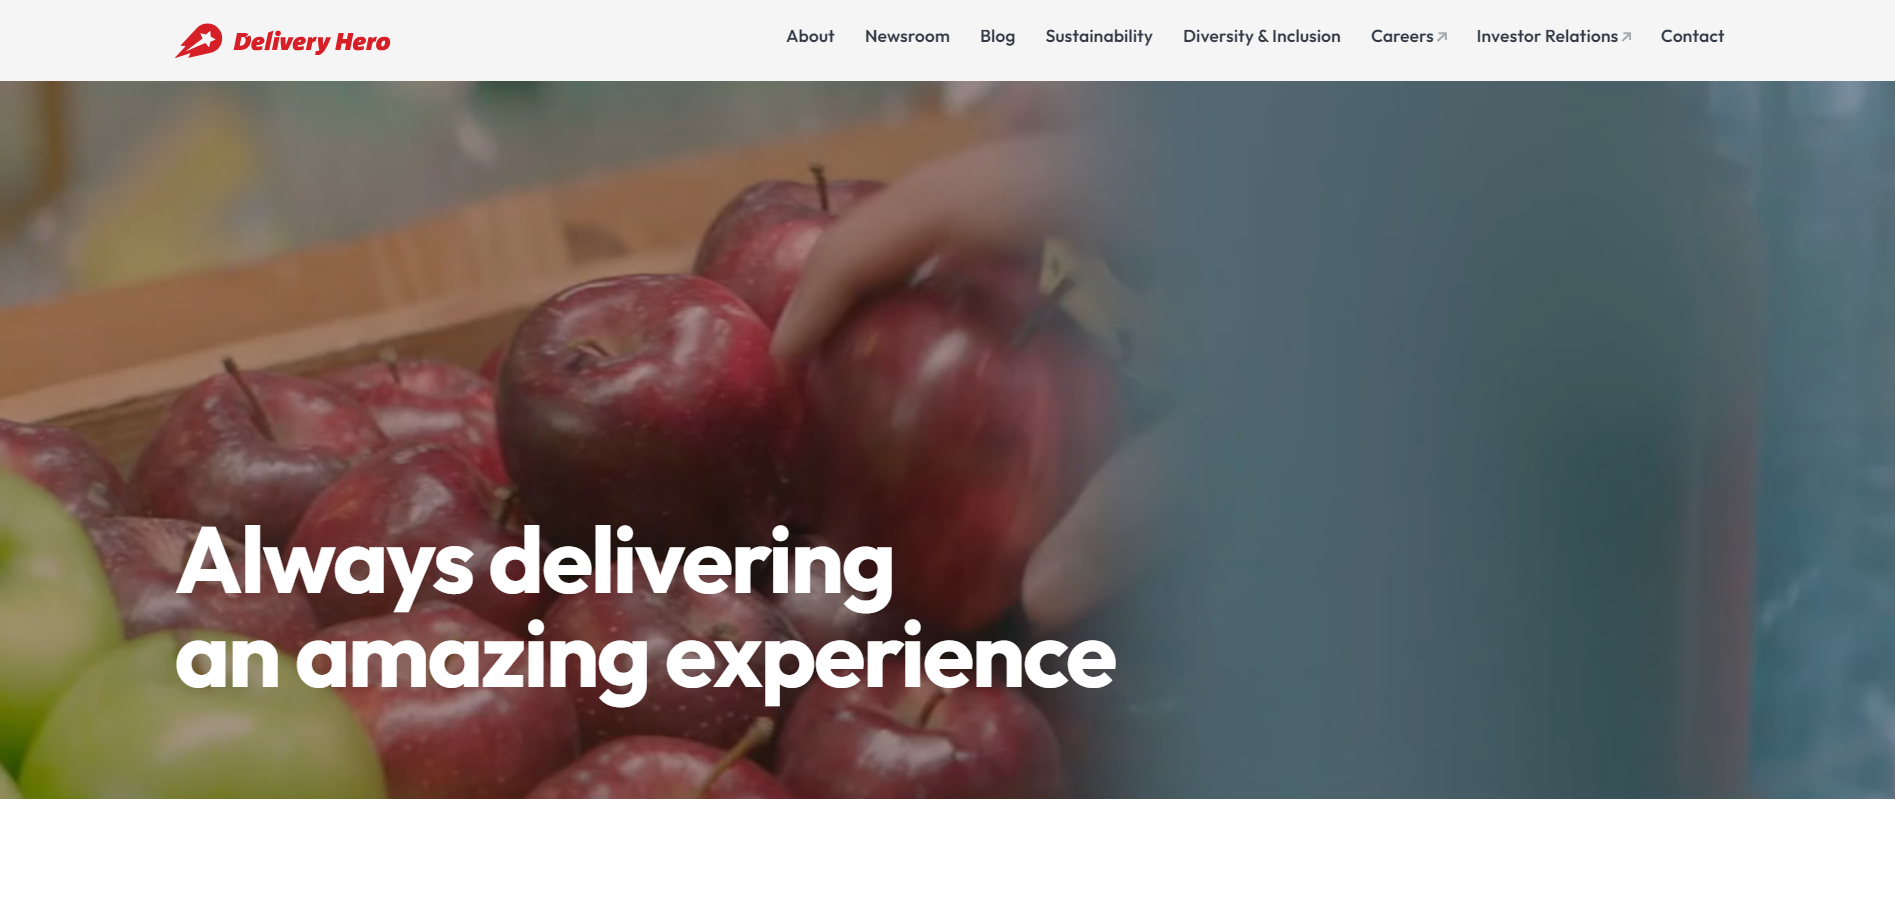 Delivery Hero
About Newsroom Blog Sustainability Diversity & Inclusion Careers Investor Relations Contact
Always delivering
an amazing experience